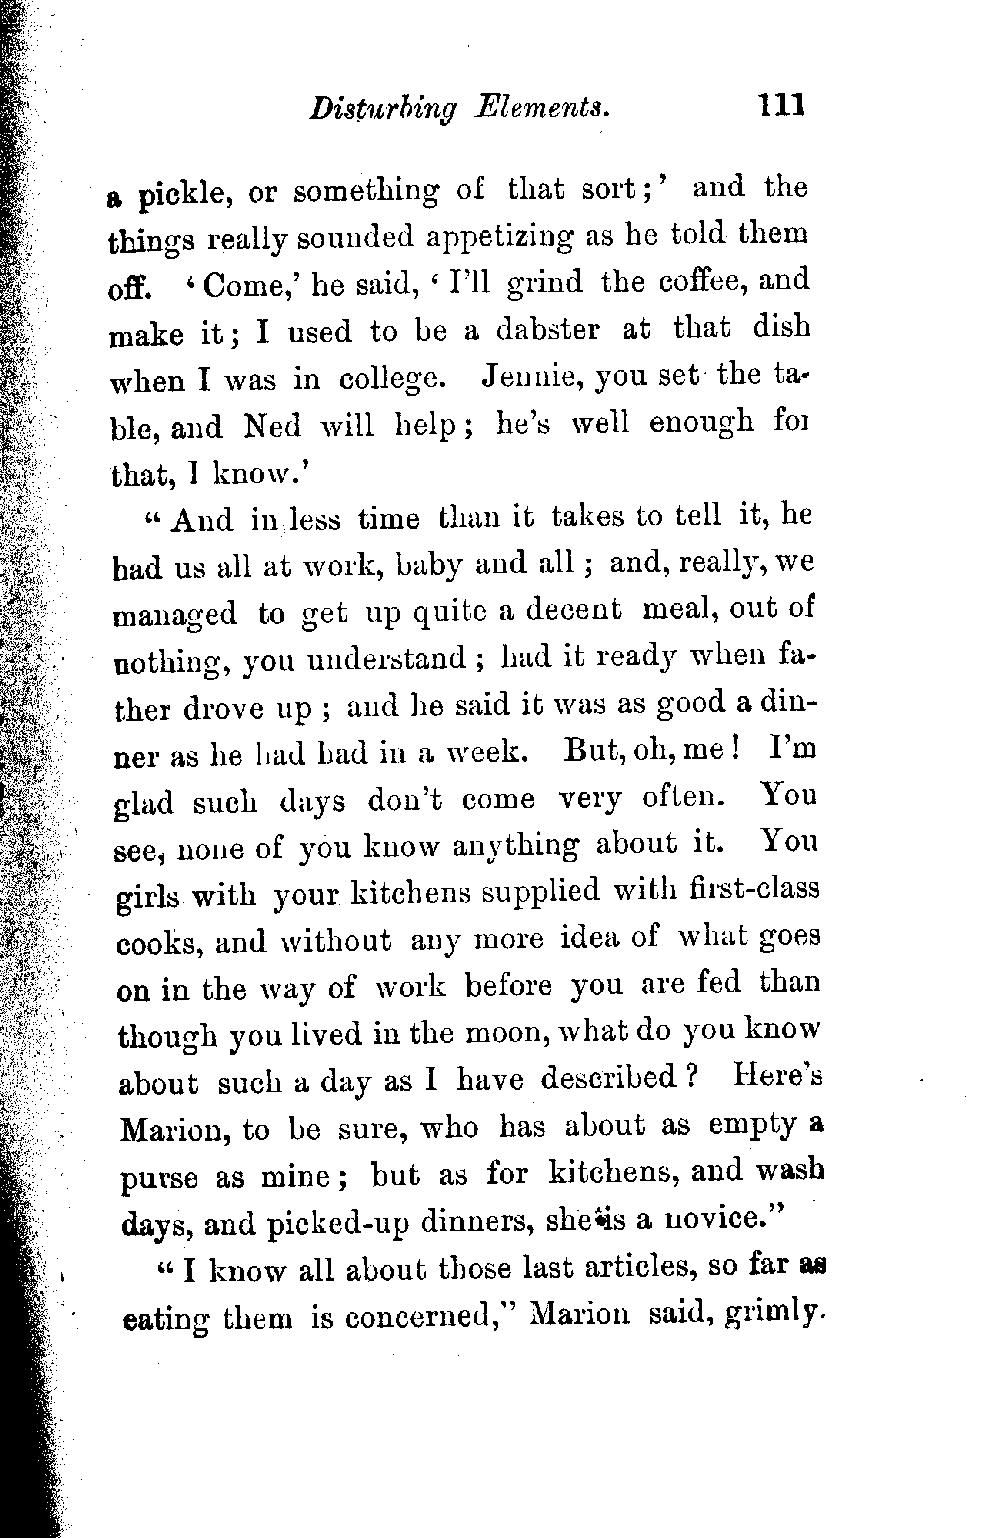 Disturbing Elements. 111
a pickle, or something of that sort;’ and the
things really sounded appetizing as he told them
off. ‘Come,’ he said, ‘I’ll grind the coffee, and
make it; I used to be a dabster at that dish
when I was in college. Jennie, you set the ta-
ble, and Ned will help; he’s well enough for
that, I know.’
“And in less time than it takes to tell it, he
had us all at work, baby and all; and, really, we
managed to get up quite a decent meal, out of
nothing, you understand; had it ready when fa-
ther drove up; and he said it was as good a din-
ner as he had had in a week. But, oh, me! I’m
glad such days don’t come very often. You
see, none of you know anything about it. You
girls with your kitchens supplied with first-class
cooks, and without any more idea of what goes
on in the way of work before you are fed than
though you lived in the moon, what do you know
about such a day as I have described? Here’s
Marion, to be sure, who has about as empty a
purse as mine; but as for kitchens, and wash
days, and picked-up dinners, she is a novice.”
“I know all about those last articles, so far as
eating them is concerned,” Marion said, grimly.